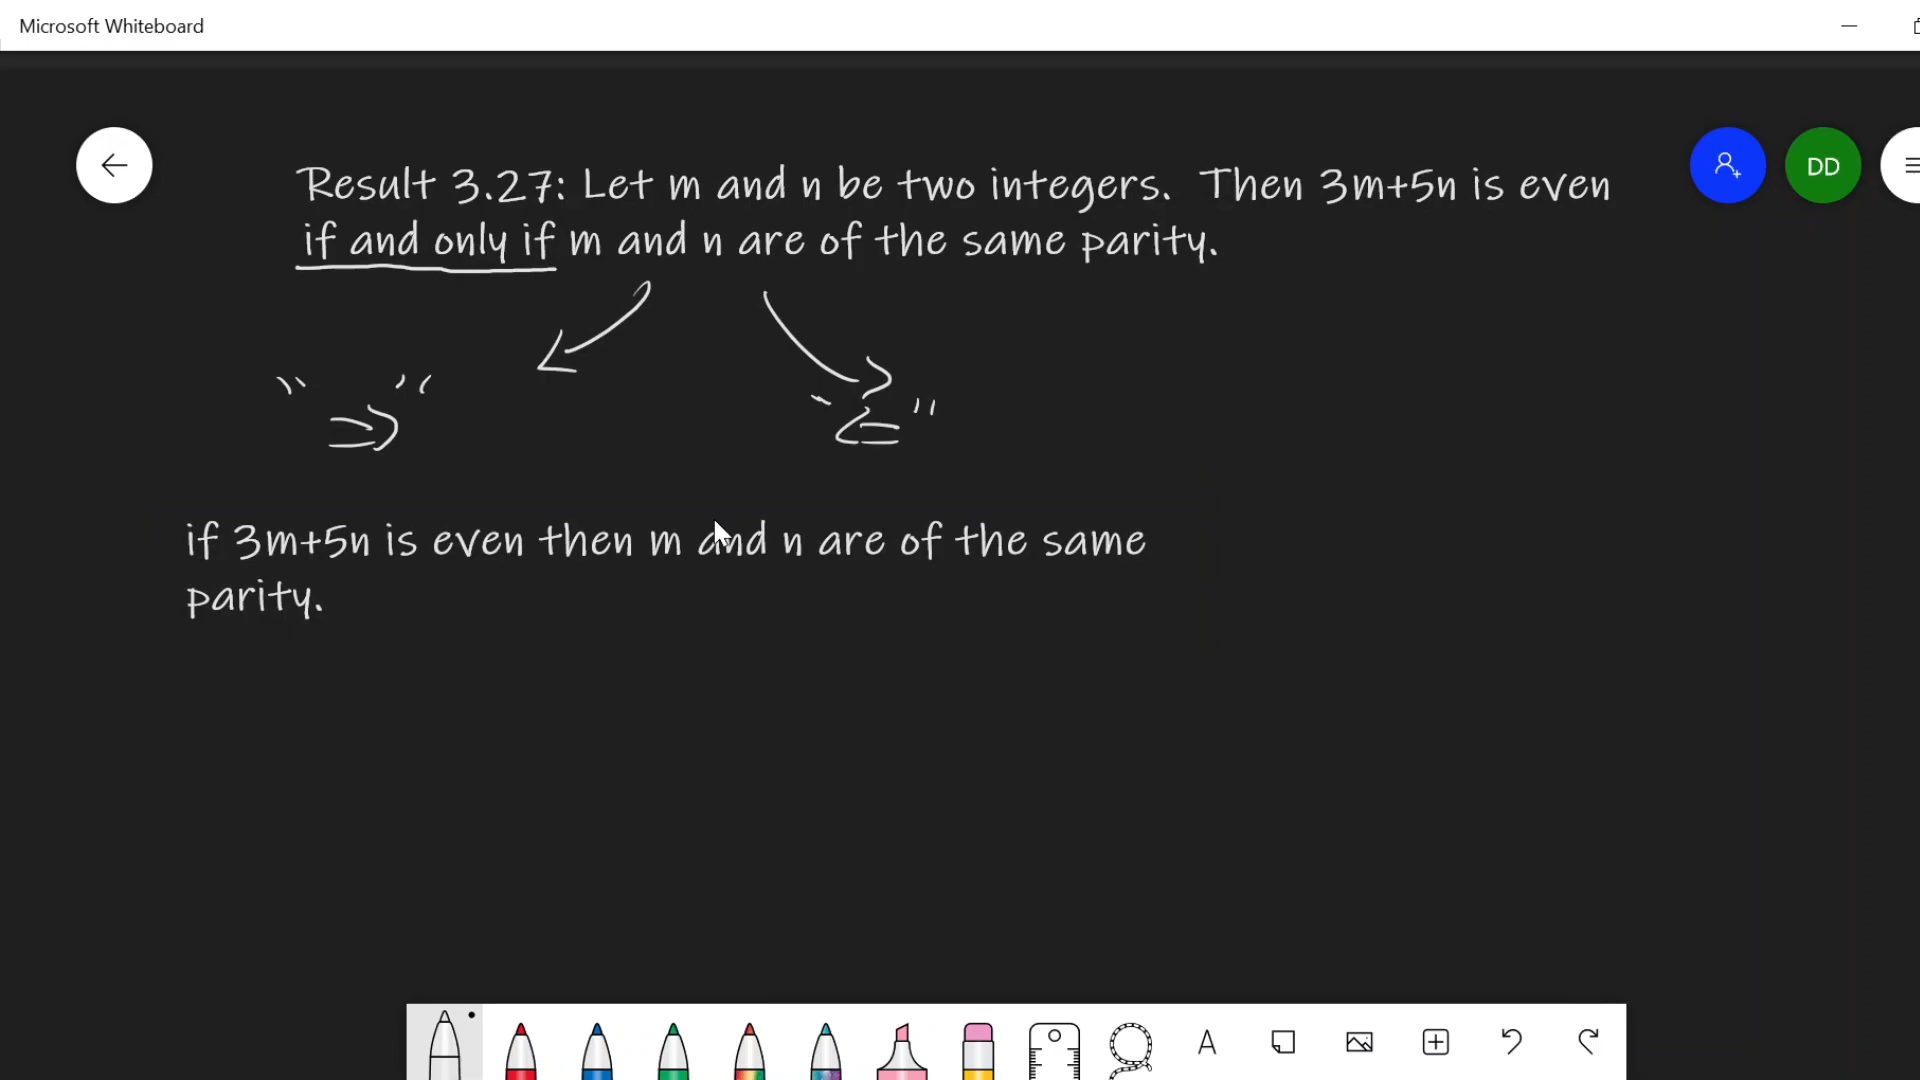 Microsoft Whiteboard
DD
Result 3.27: Let m and n be two integers. Then 3m+5n is even
if and only if m and n are of the same parity.
"⇒" "⇐"
if 3m+5n is even then m and n are of the same
parity.
A